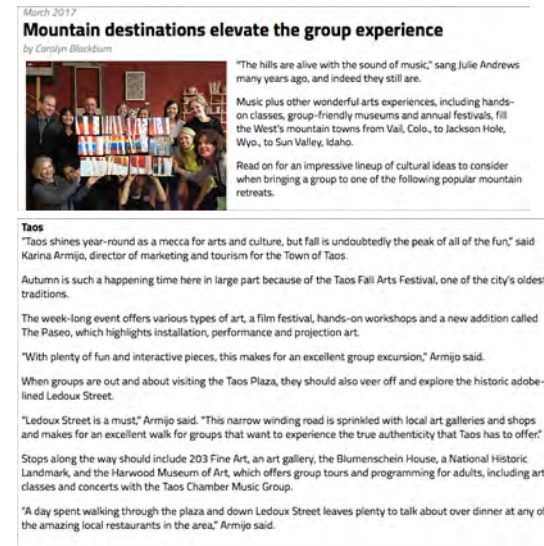 March 2017
Mountain destinations elevate the group experience
by Carolyn Blackburn
"The hills are alive with the sound of music," sang Julie Andrews
many years ago, and indeed they still are.
Music plus other wonderful arts experiences, including hands-
on classes, group-friendly museums and annual festivals, fill
the West's mountain towns from Vail, Colo., to Jackson Hole,
Wyo., to Sun Valley, Idaho.
Read on for an impressive lineup of cultural ideas to consider
when bringing a group to one of the following popular mountain
retreats.
Taos
"Taos shines year-round as a mecca for arts and culture, but fall is undoubtedly the peak of all of the fun," said
Karina Armijo, director of marketing and tourism for the Town of Taos.
Autumn is such a happening time here in large part because of the Taos Fall Arts Festival, one of the city's oldest
traditions.
The week-long event offers various types of art, a film festival, hands-on workshops and a new addition called
The Paseo, which highlights installation, performance and projection art.
"With plenty of fun and interactive pieces, this makes for an excellent group excursion," Armijo said.
When groups are out and about visiting the Taos Plaza, they should also veer off and explore the historic adobe-
lined Ledoux Street.
"Ledoux Street is a must," Armijo said. "This narrow winding road is sprinkled with local art galleries and shops
and makes for an excellent walk for groups that want to experience the true authenticity that Taos has to offer."
Stops along the way should include 203 Fine Art, an art gallery, the Blumenschein House, a National Historic
Landmark, and the Harwood Museum of Art, which offers group tours and programming for adults, including art
classes and concerts with the Taos Chamber Music Group.
"A day spent walking through the plaza and down Ledoux Street leaves plenty to talk about over dinner at any of
the amazing local restaurants in the area," Armijo said.